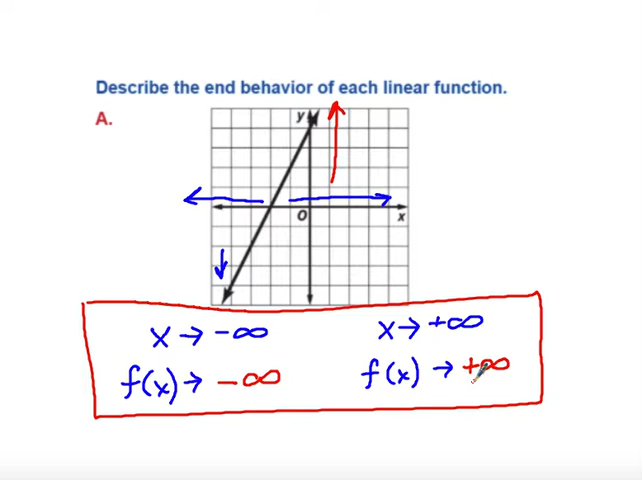 Describe the end behavior of each linear function.
A.
y
O
x
x → -∞
x → +∞
f(x) → -∞
f(x) → +∞